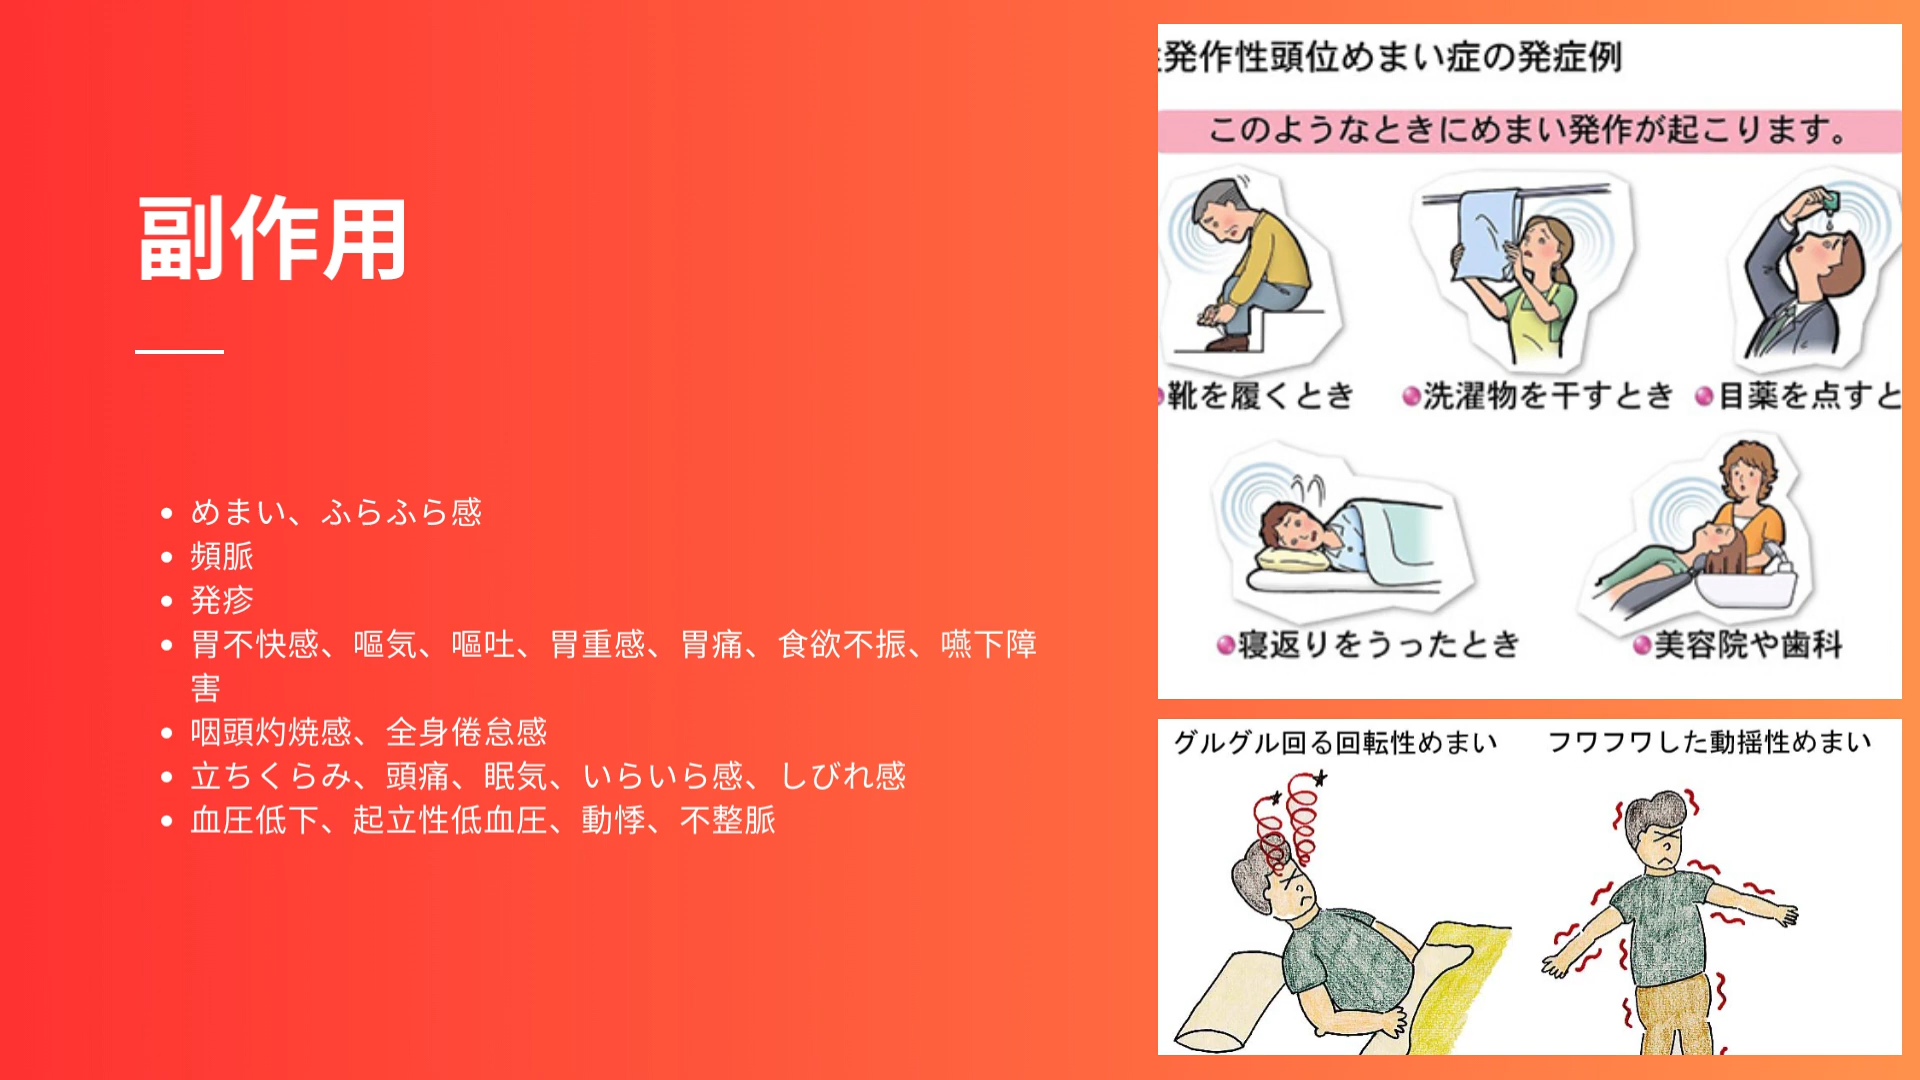 副作用
めまい、ふらふら感
頻脈
発疹
胃不快感、嘔気、嘔吐、胃重感、胃痛、食欲不振、嚥下障
害
咽頭灼焼感、全身倦怠感
立ちくらみ、頭痛、眠気、いらいら感、しびれ感
血圧低下、起立性低血圧、動悸、不整脈
発作性頭位めまい症の発症例
このようなときにめまい発作が起こります。
靴を履くとき
洗濯物を干すとき
目薬を点すと
寝返りをうったとき
美容院や歯科
グルグル回る回転性めまい
フワフワした動揺性めまい